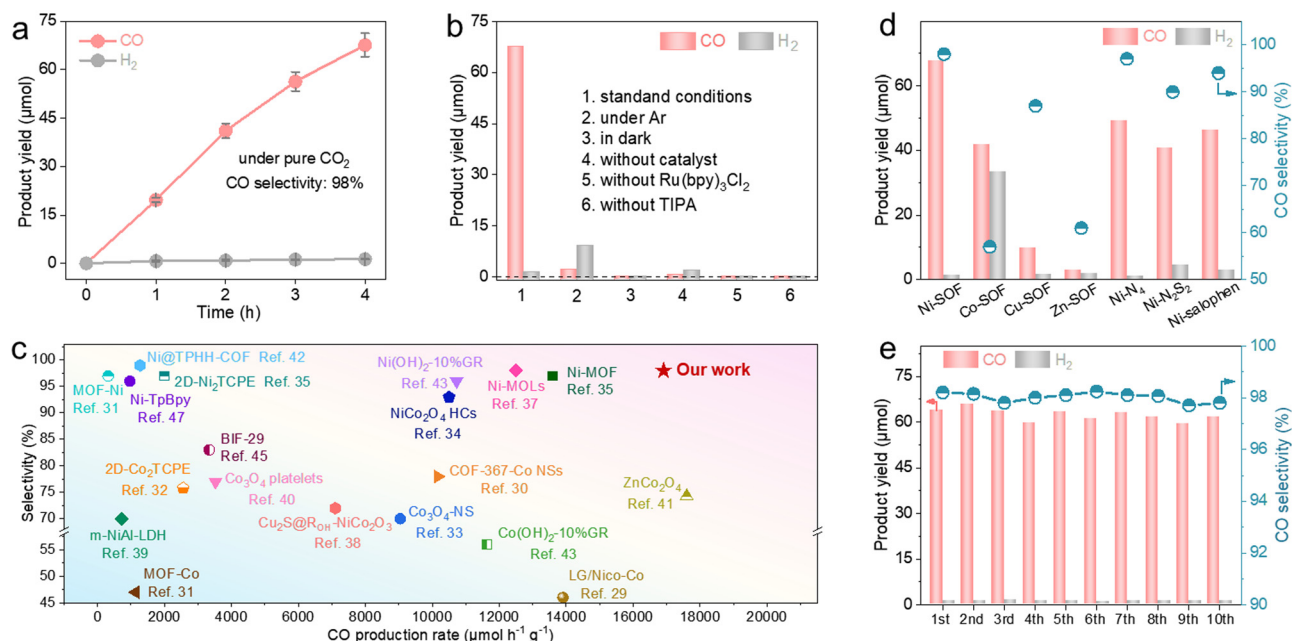 a
CO
H2
75
60
45
30
15
0
Product yield (μmol)
under pure CO2
CO selectivity: 98%
0 1 2 3 4
Time (h)
b
CO H2
75
60
45
30
15
0
Product yield (μmol)
1. standand conditions
2. under Ar
3. in dark
4. without catalyst
5. without Ru(bpy)3Cl2
6. without TIPA
1 2 3 4 5 6
d
CO H2
60
40
20
0
Product yield (μmol)
100
90
80
70
60
50
CO selectivity (%)
Ni-SOF
Co-SOF
Cu-SOF
Zn-SOF
Ni-N4
Ni-N2S2
Ni-salophen
c
100
95
90
85
80
75
70
55
50
45
Selectivity (%)
Ni@TPHH-COF Ref. 42
MOF-Ni
Ref. 31
2D-Ni2TCPE Ref. 35
Ni-TpBpy
Ref. 47
Ni(OH)2-10%GR
Ref. 43
Ni-MOLs
Ref. 37
Ni-MOF
Ref. 35
Our work
NiCo2O4 HCs
Ref. 34
BIF-29
Ref. 45
2D-Co2TCPE
Ref. 32
Co3O4 platelets
Ref. 40
COF-367-Co NSs
Ref. 30
ZnCo2O4
Ref. 41
m-NiAl-LDH
Ref. 39
Cu2S@ROH-NiCo2O3
Ref. 38
Co3O4-NS
Ref. 33
Co(OH)2-10%GR
Ref. 43
MOF-Co
Ref. 31
LG/Nico-Co
Ref. 29
0 2000 4000 6000 8000 10000 12000 14000 16000 18000 20000
CO production rate (μmol h-1 g-1)
e
CO H2
75
60
45
30
15
0
Product yield (μmol)
100
98
96
94
92
90
CO selectivity (%)
1st 2nd 3rd 4th 5th 6th 7th 8th 9th 10th